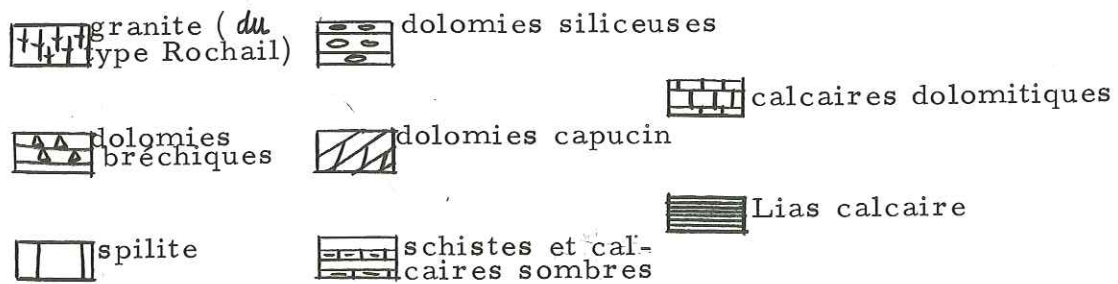 granite ( du
type Rochail)
dolomies
bréchiques
spilite
dolomies siliceuses
dolomies capucin
schistes et cal-
caires sombres
calcaires dolomitiques
Lias calcaire